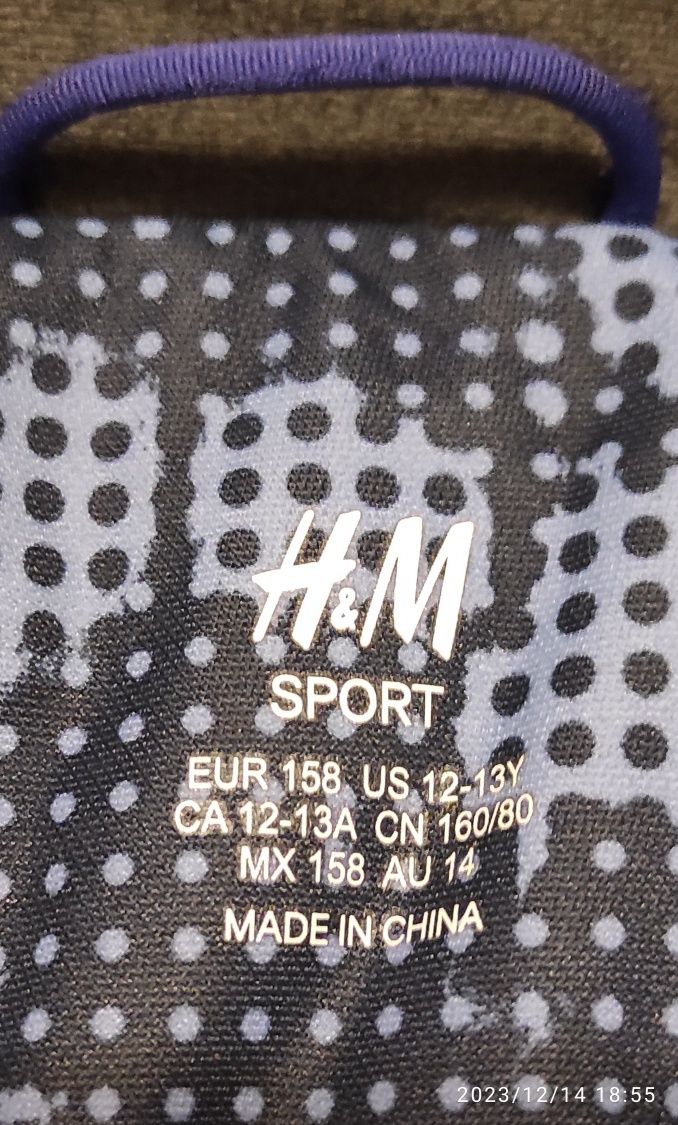 H&M
SPORT
EUR 158 US 12-13Y
CA 12-13A CN 160/80
MX 158 AU 14
MADE IN CHINA
2023/12/14 18:55